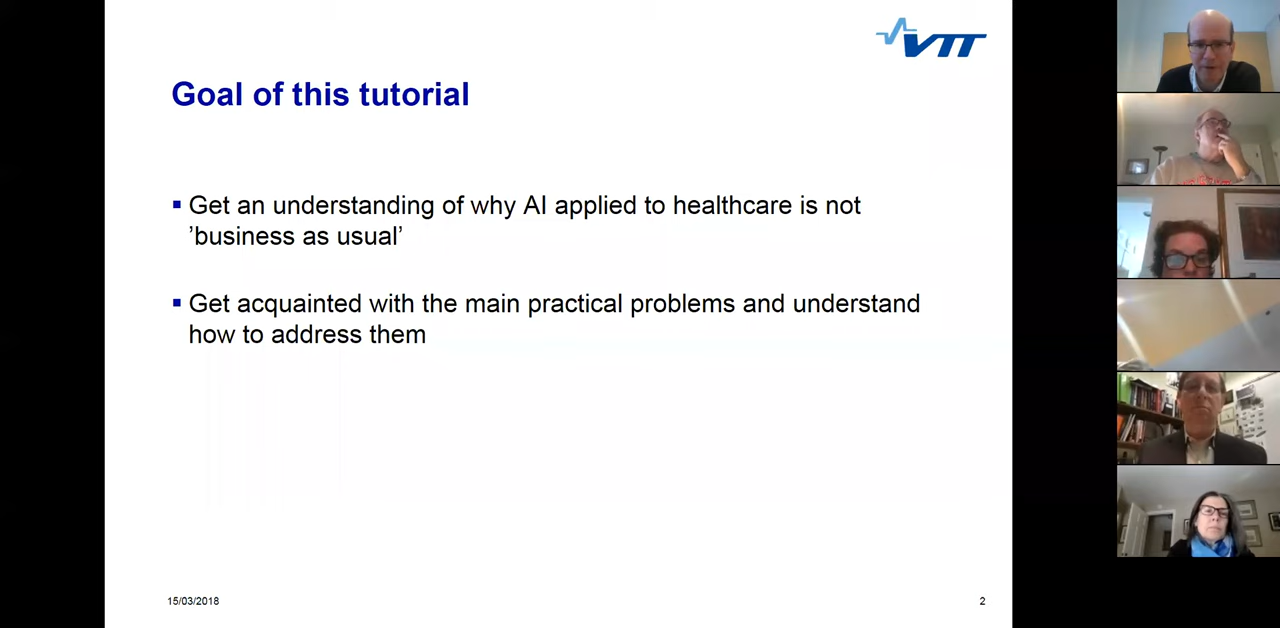 VTT
Goal of this tutorial
Get an understanding of why AI applied to healthcare is not
’business as usual’
Get acquainted with the main practical problems and understand
how to address them
15/03/2018
2